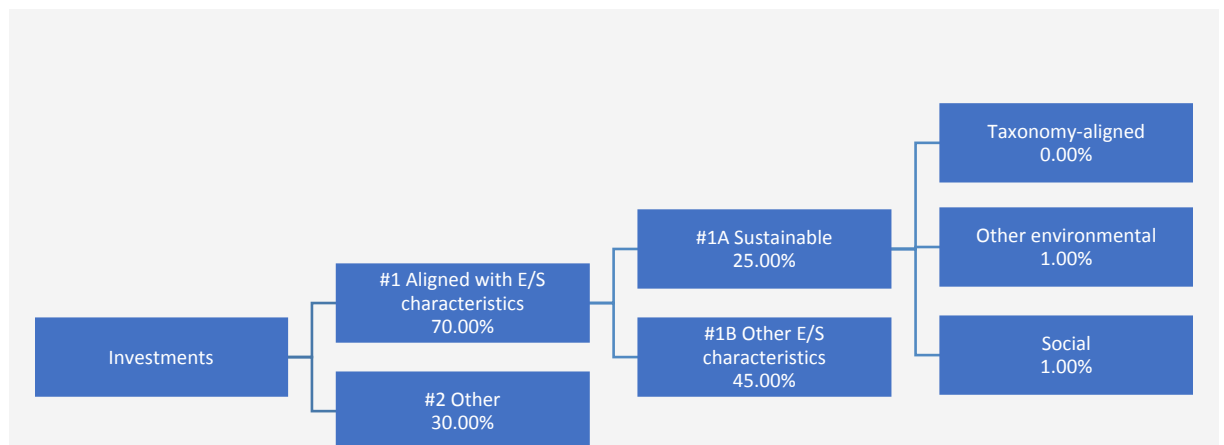 Investments
#1 Aligned with E/S
characteristics
70.00%
#2 Other
30.00%
#1A Sustainable
25.00%
#1B Other E/S
characteristics
45.00%
Taxonomy-aligned
0.00%
Other environmental
1.00%
Social
1.00%